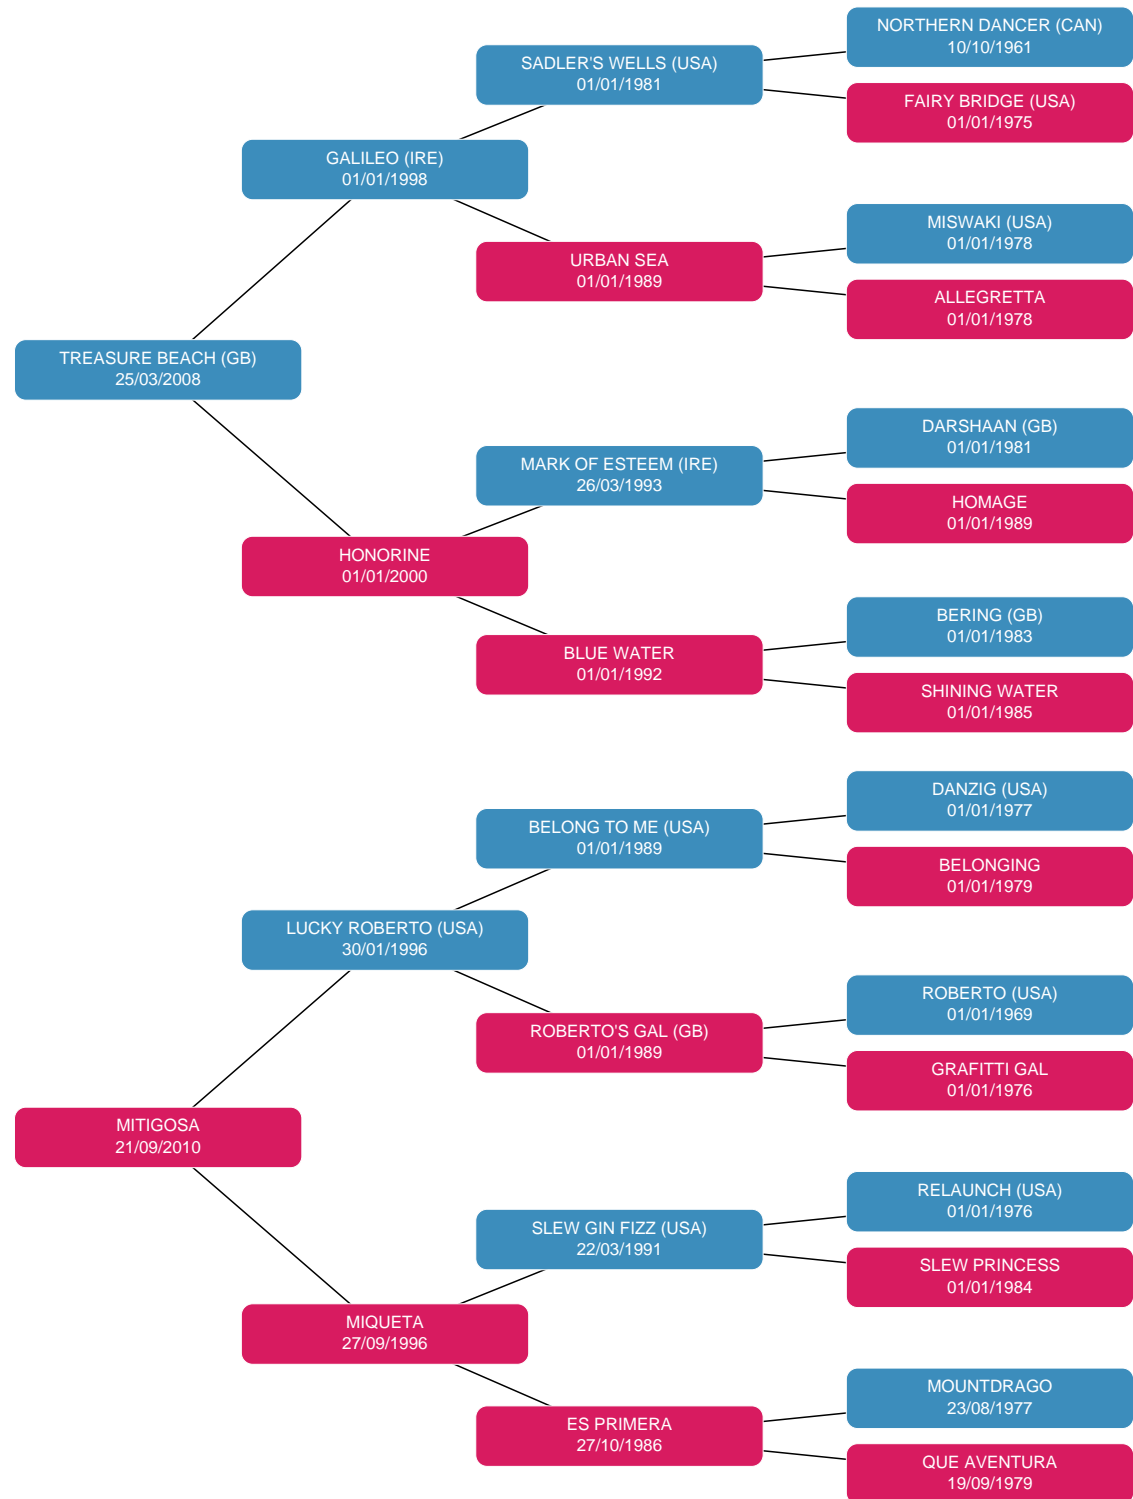 NORTHERN DANCER (CAN)
10/10/1961
SADLER'S WELLS (USA)
01/01/1981
FAIRY BRIDGE (USA)
01/01/1975
GALILEO (IRE)
01/01/1998
MISWAKI (USA)
01/01/1978
URBAN SEA
01/01/1989
ALLEGRETTA
01/01/1978
TREASURE BEACH (GB)
25/03/2008
DARSHAAN (GB)
01/01/1981
MARK OF ESTEEM (IRE)
26/03/1993
HOMAGE
01/01/1989
HONORINE
01/01/2000
BERING (GB)
01/01/1983
BLUE WATER
01/01/1992
SHINING WATER
01/01/1985
DANZIG (USA)
01/01/1977
BELONG TO ME (USA)
01/01/1989
BELONGING
01/01/1979
LUCKY ROBERTO (USA)
30/01/1996
ROBERTO (USA)
01/01/1969
ROBERTO'S GAL (GB)
01/01/1989
GRAFITTI GAL
01/01/1976
MITIGOSA
21/09/2010
RELAUNCH (USA)
01/01/1976
SLEW GIN FIZZ (USA)
22/03/1991
SLEW PRINCESS
01/01/1984
MIQUETA
27/09/1996
MOUNTDRAGO
23/08/1977
ES PRIMERA
27/10/1986
QUE AVENTURA
19/09/1979